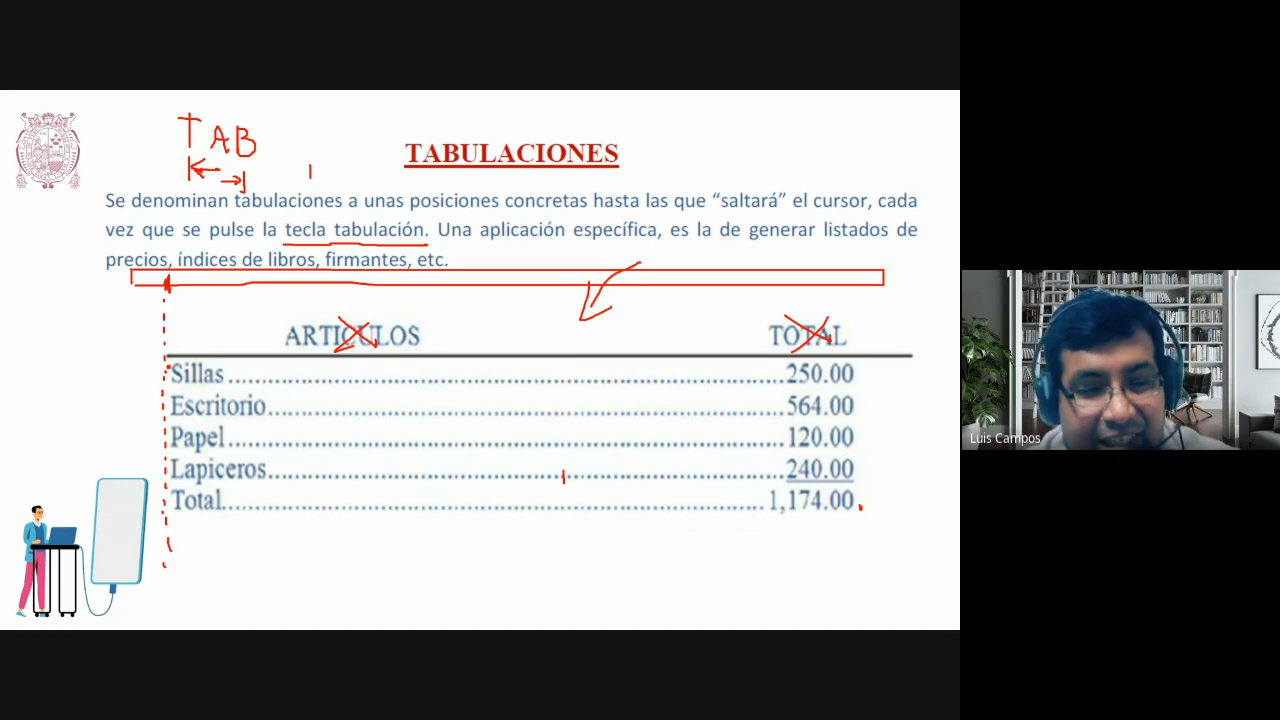 TAB
TABULACIONES
Se denominan tabulaciones a unas posiciones concretas hasta las que “saltará” el cursor, cada
vez que se pulse la tecla tabulación. Una aplicación específica, es la de generar listados de
precios, índices de libros, firmantes, etc.
ARTICULOS TOTAL
Sillas........................................................................................250.00
Escritorio.................................................................................564.00
Papel........................................................................................120.00
Lapiceros.................................................................................240.00
Total.....................................................................................1,174.00
Luis Campos